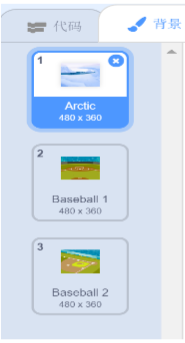 代码 背景
1
Arctic
480 x 360
2
Baseball 1
480 x 360
3
Baseball 2
480 x 360